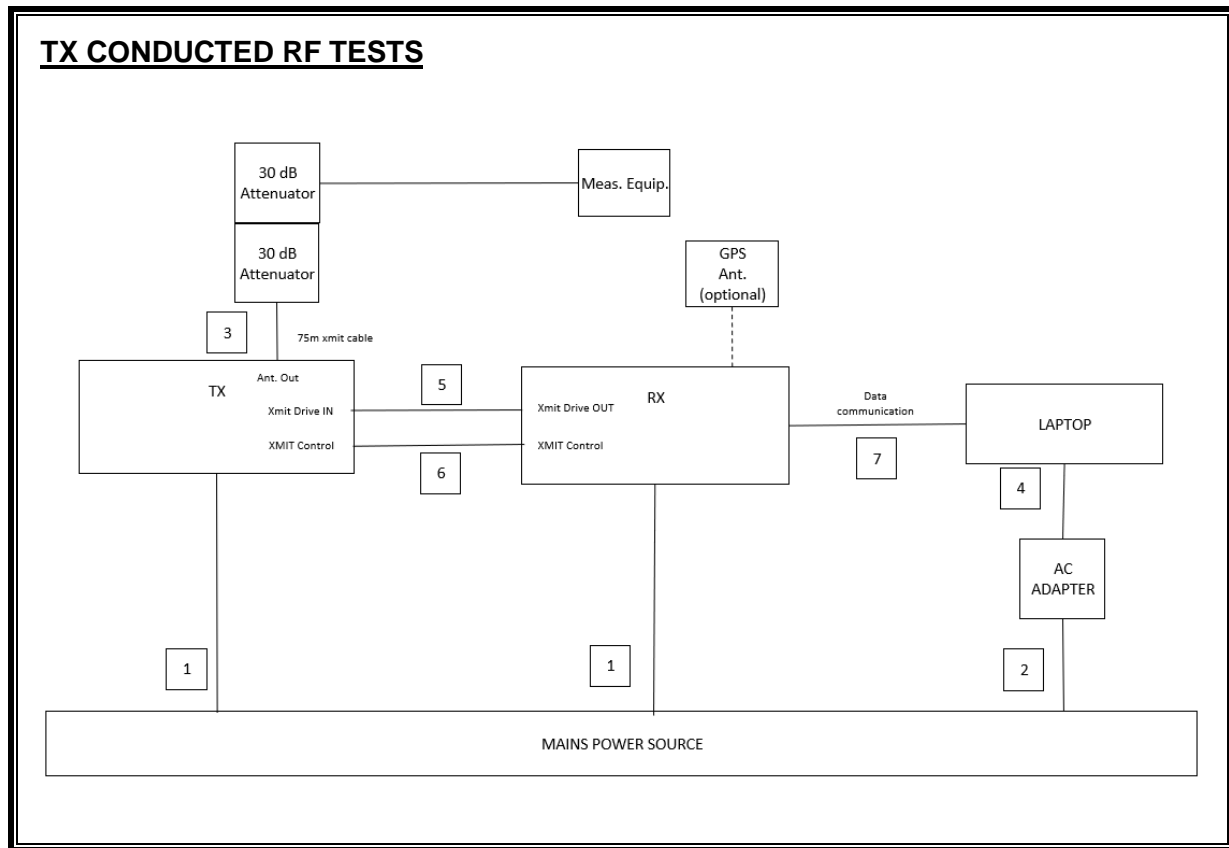 TX CONDUCTED RF TESTS
30 dB
Attenuator
Meas. Equip.
30 dB
Attenuator
GPS
Ant.
(optional)
3
75m xmit cable
Ant. Out
TX
Xmit Drive IN
XMIT Control
5
6
RX
Xmit Drive OUT
XMIT Control
Data
communication
7
LAPTOP
4
AC
ADAPTER
1
1
2
MAINS POWER SOURCE